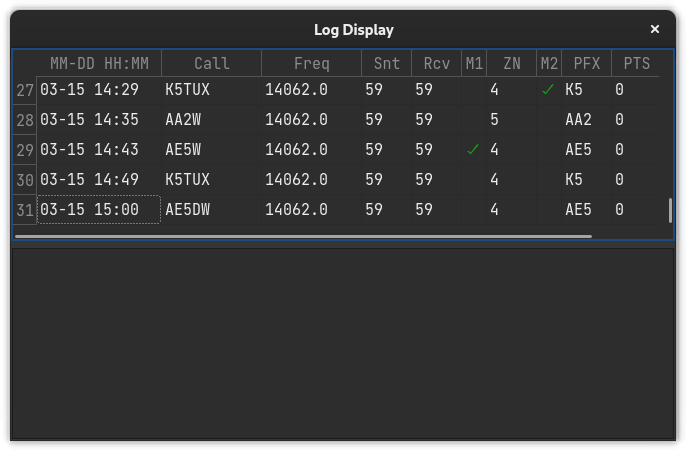 Log Display ×
MM-DD HH:MM Call Freq Snt Rcv M1 ZN M2 PFX PTS
27 03-15 14:29 K5TUX 14062.0 59 59 4 ✓ K5 0
28 03-15 14:35 AA2W 14062.0 59 59 5 AA2 0
29 03-15 14:43 AE5W 14062.0 59 59 ✓ 4 AE5 0
30 03-15 14:49 K5TUX 14062.0 59 59 4 K5 0
31 03-15 15:00 AE5DW 14062.0 59 59 4 AE5 0